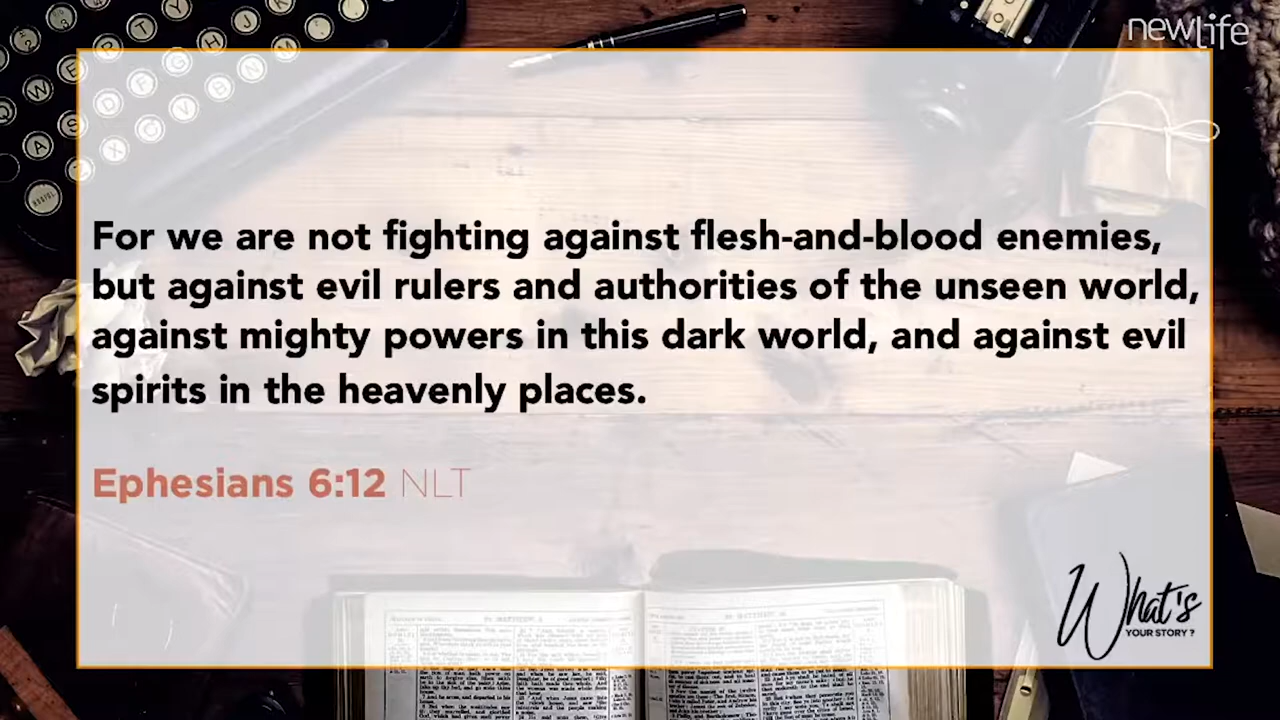 newlife
For we are not fighting against flesh-and-blood enemies,
but against evil rulers and authorities of the unseen world,
against mighty powers in this dark world, and against evil
spirits in the heavenly places.
Ephesians 6:12 NLT
What's
YOUR STORY?